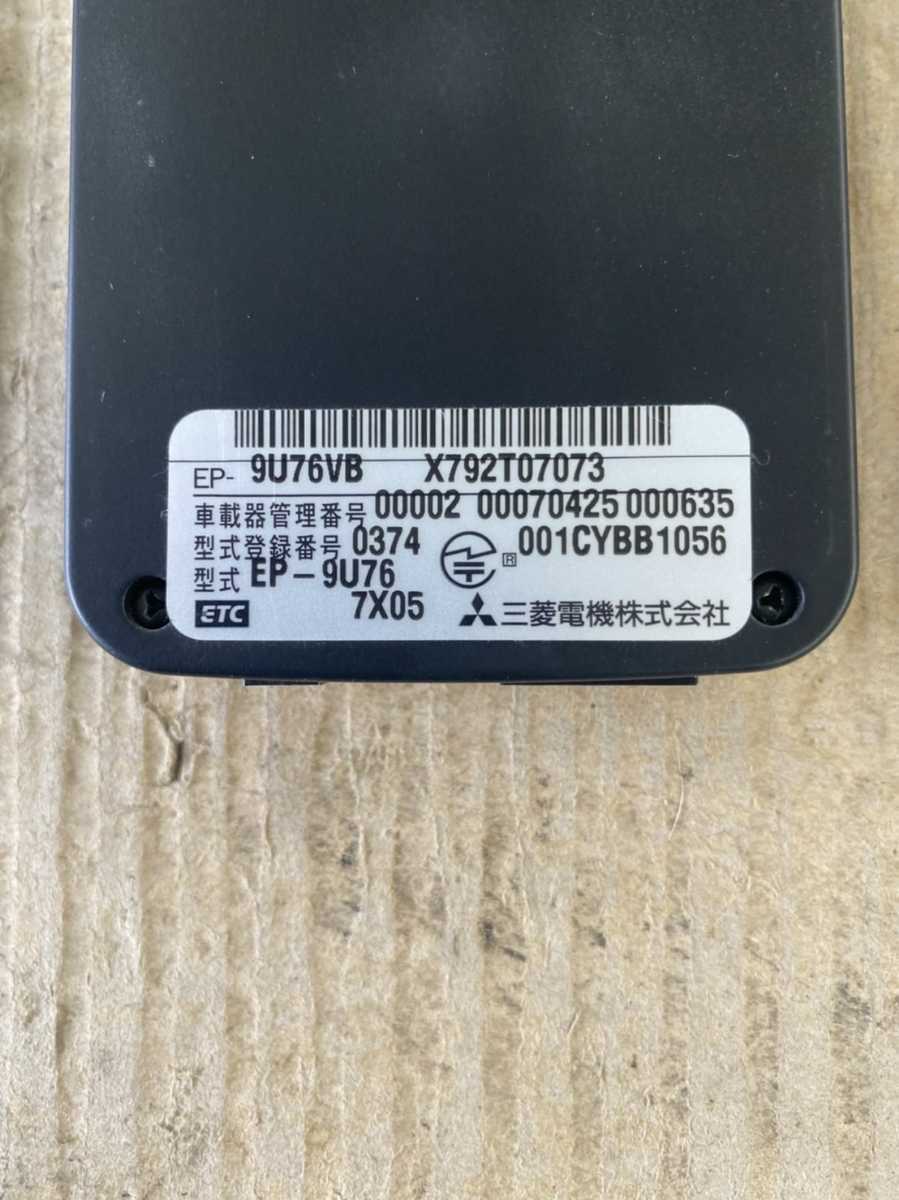 EP- 9U76VB X792T07073
車載器管理番号 00002 00070425 000635
型式登録番号 0374 R 001CYBB1056
型式 EP-9U76
ETC 7X05 三菱電機株式会社